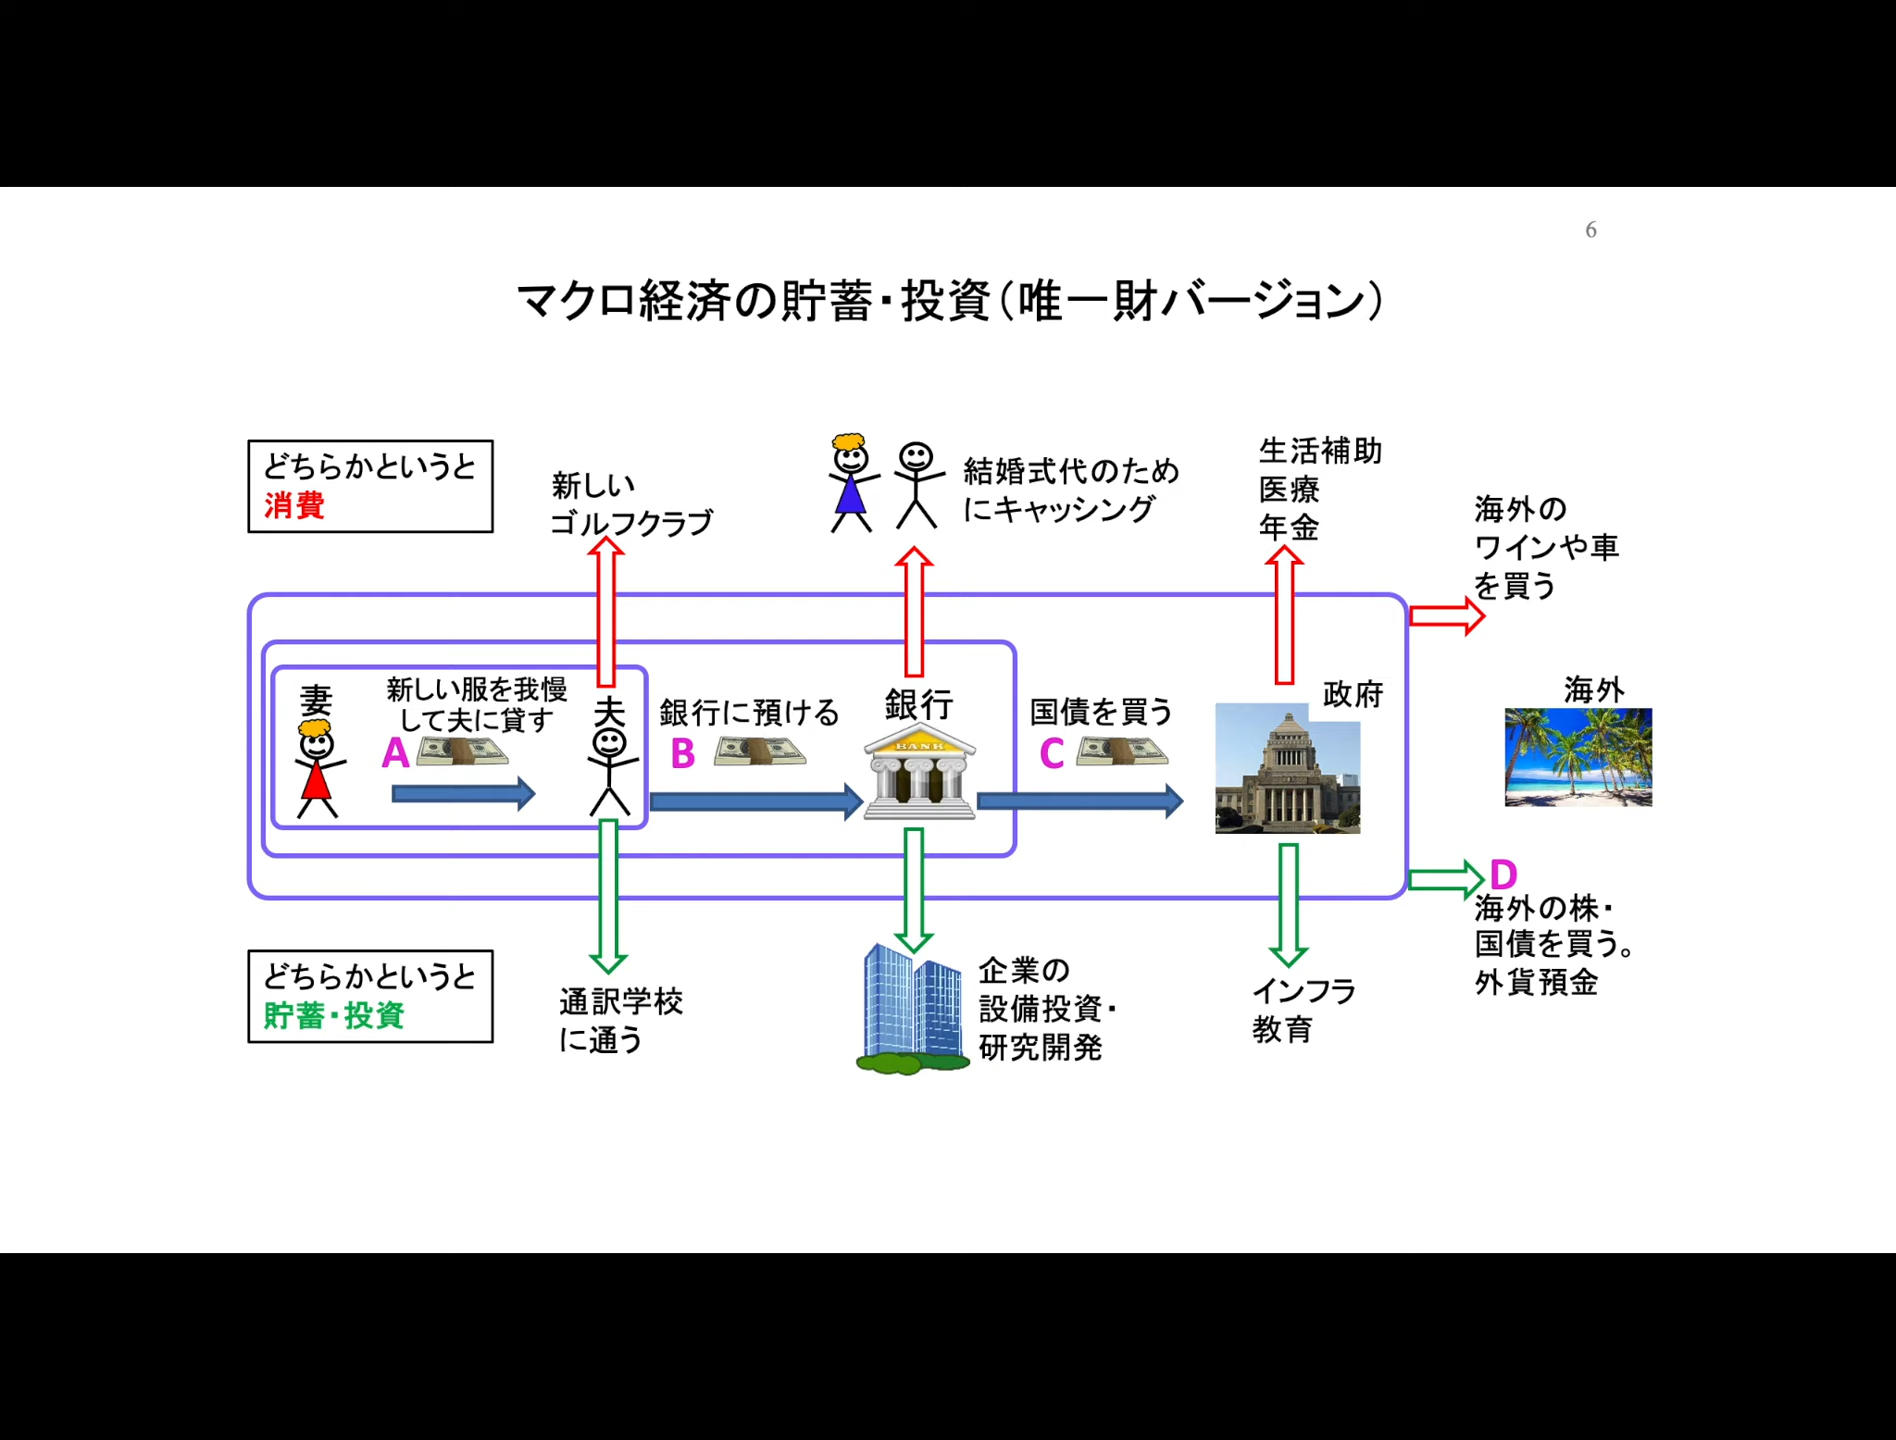 6
マクロ経済の貯蓄・投資（唯一財バージョン）
どちらかというと
消費
新しい
ゴルフクラブ
結婚式代のため
にキャッシング
生活補助
医療
年金
海外の
ワインや車
を買う
妻
新しい服を我慢
して夫に貸す
A
夫
銀行に預ける
B
銀行
BANK
国債を買う
C
政府
海外
D
海外の株・
国債を買う。
外貨預金
どちらかというと
貯蓄・投資
通訳学校
に通う
企業の
設備投資・
研究開発
インフラ
教育